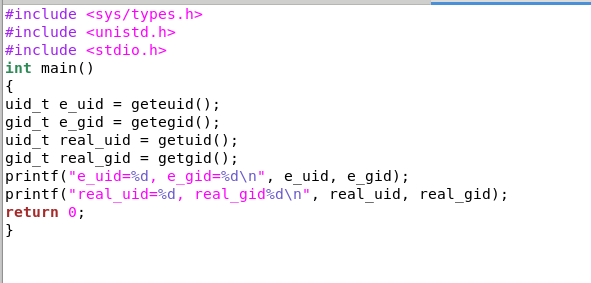 #include <sys/types.h>
#include <unistd.h>
#include <stdio.h>
int main()
{
uid_t e_uid = geteuid();
gid_t e_gid = getegid();
uid_t real_uid = getuid();
gid_t real_gid = getgid();
printf("e_uid=%d, e_gid=%d\n", e_uid, e_gid);
printf("real_uid=%d, real_gid%d\n", real_uid, real_gid);
return 0;
}